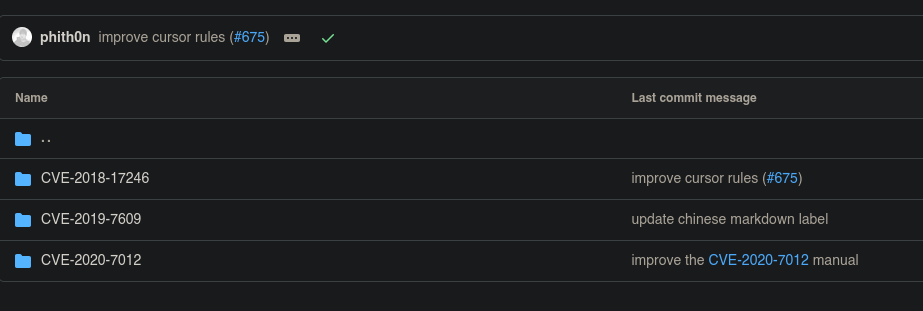 phith0n improve cursor rules (#675)
Name Last commit message
..
CVE-2018-17246 improve cursor rules (#675)
CVE-2019-7609 update chinese markdown label
CVE-2020-7012 improve the CVE-2020-7012 manual